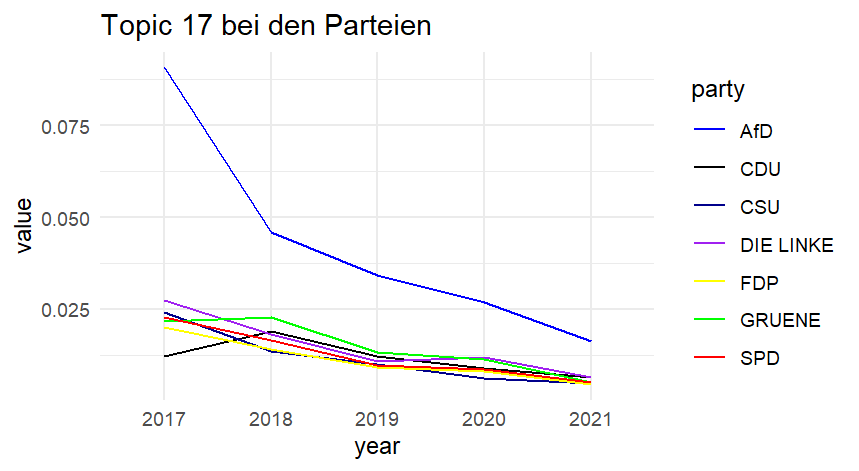 Topic 17 bei den Parteien
value
0.075
0.050
0.025
2017 2018 2019 2020 2021
year
party
AfD
CDU
CSU
DIE LINKE
FDP
GRUENE
SPD